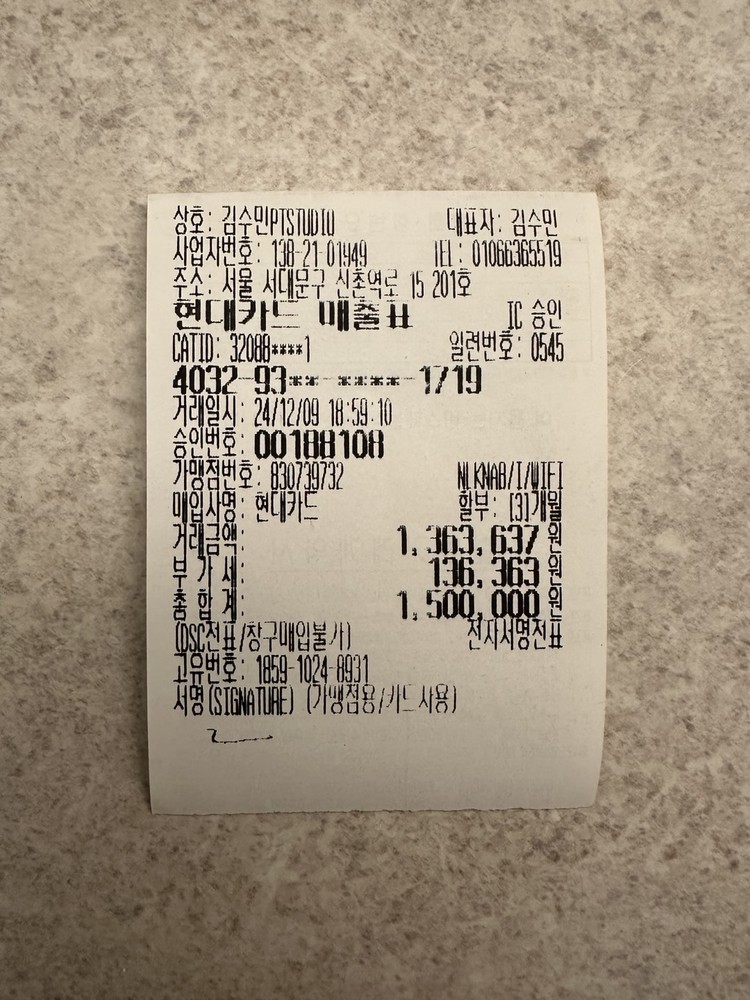 상호: 김수민PTSTUDIO 대표자: 김수민
사업자번호: 138-21-01949 TEL: 01066365519
주소: 서울 서대문구 신촌역로 15 201호
현대카드 매출표 IC 승인
CATID: 32088****1 일련번호: 0545
4032-93**-****-1719
거래일시: 24/12/09 18:59:10
승인번호: 00188108
가맹점번호: 830739732 NLKNAB/I/WIFI
매입사명: 현대카드 할부: [3]개월
거래금액: 1,363,637 원
부 가 세: 136,363 원
총 합 계: 1,500,000 원
(DSC전표/창구매입불가) 전자서명전표
고유번호: 1859-1024-8931
서명(SIGNATURE) (가맹점용/카드사용)